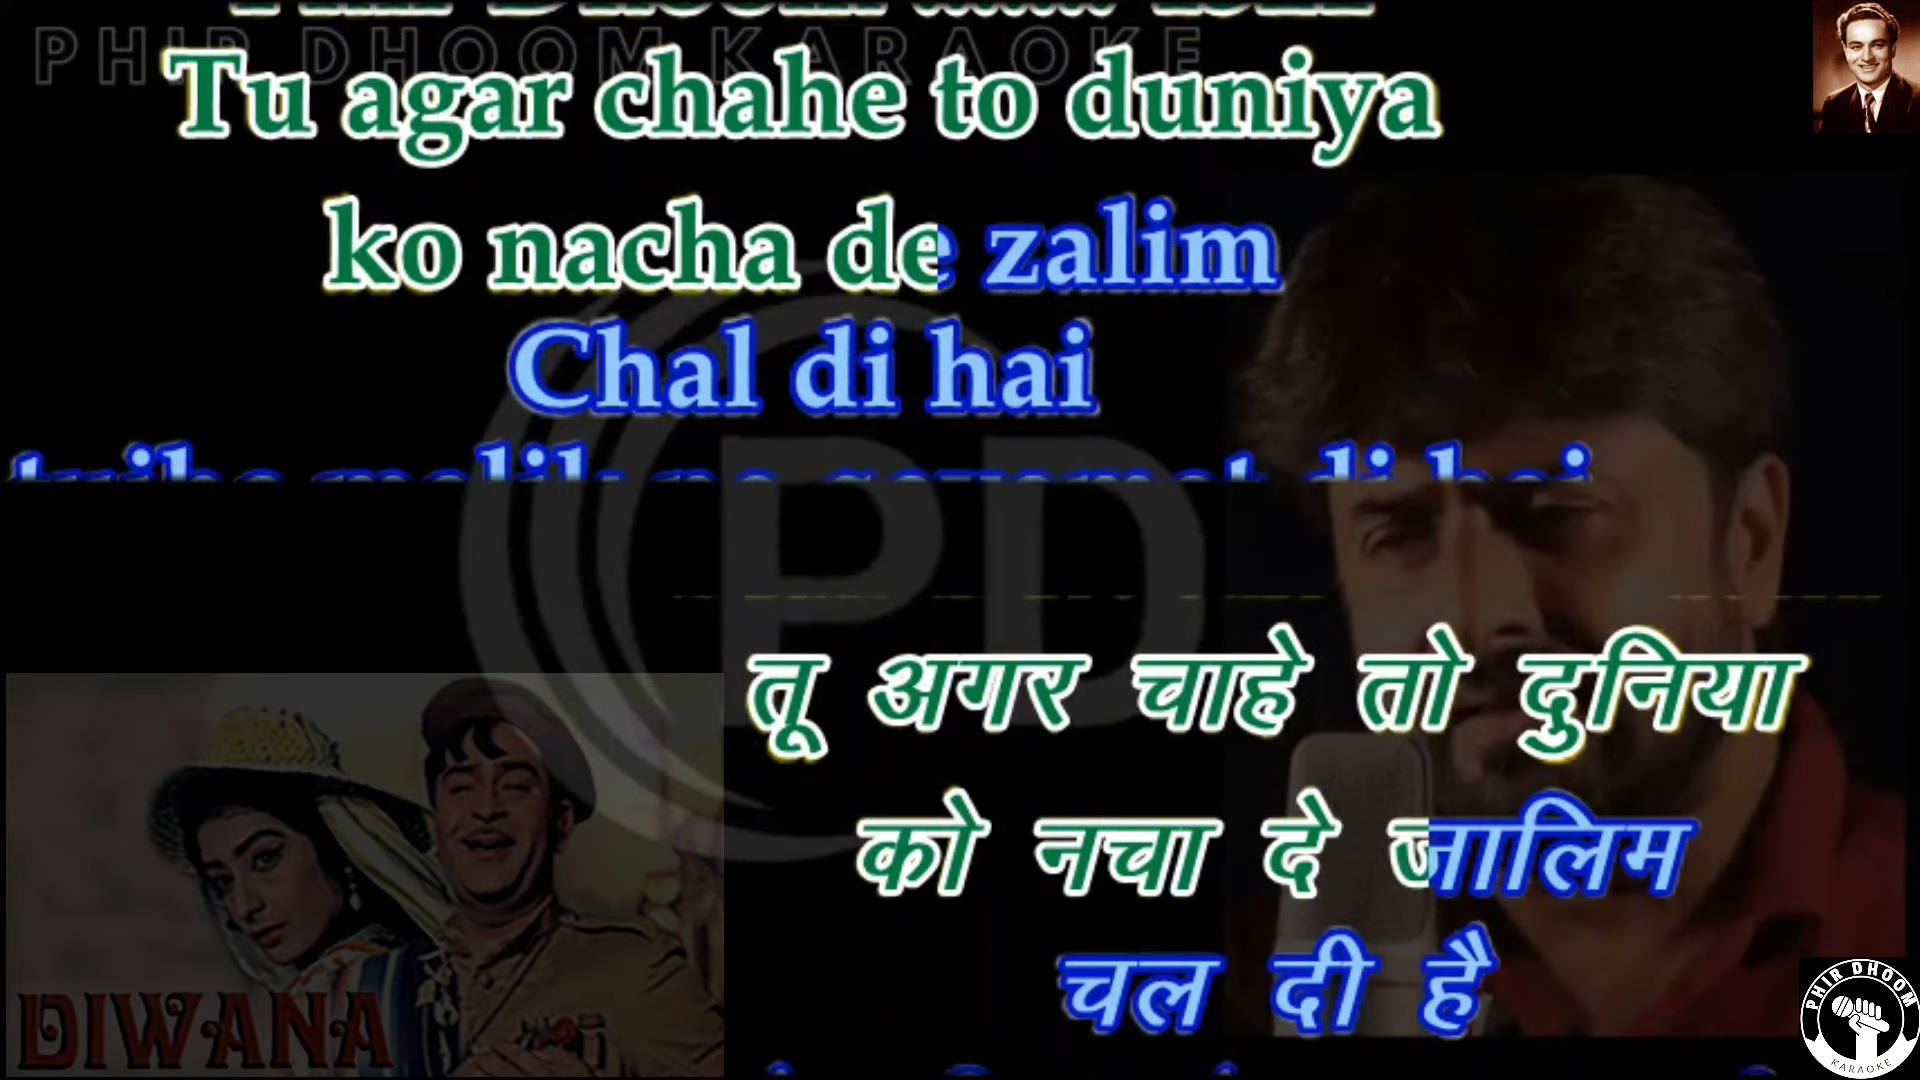 PHIR DHOOM KARAOKE
Tu agar chahe to duniya
ko nacha de zalim
Chal di hai
तू अगर चाहे तो दुनिया
को नचा दे जालिम
चल दी है
PD
DIWANA
PHIR DHOOM
KARAOKE